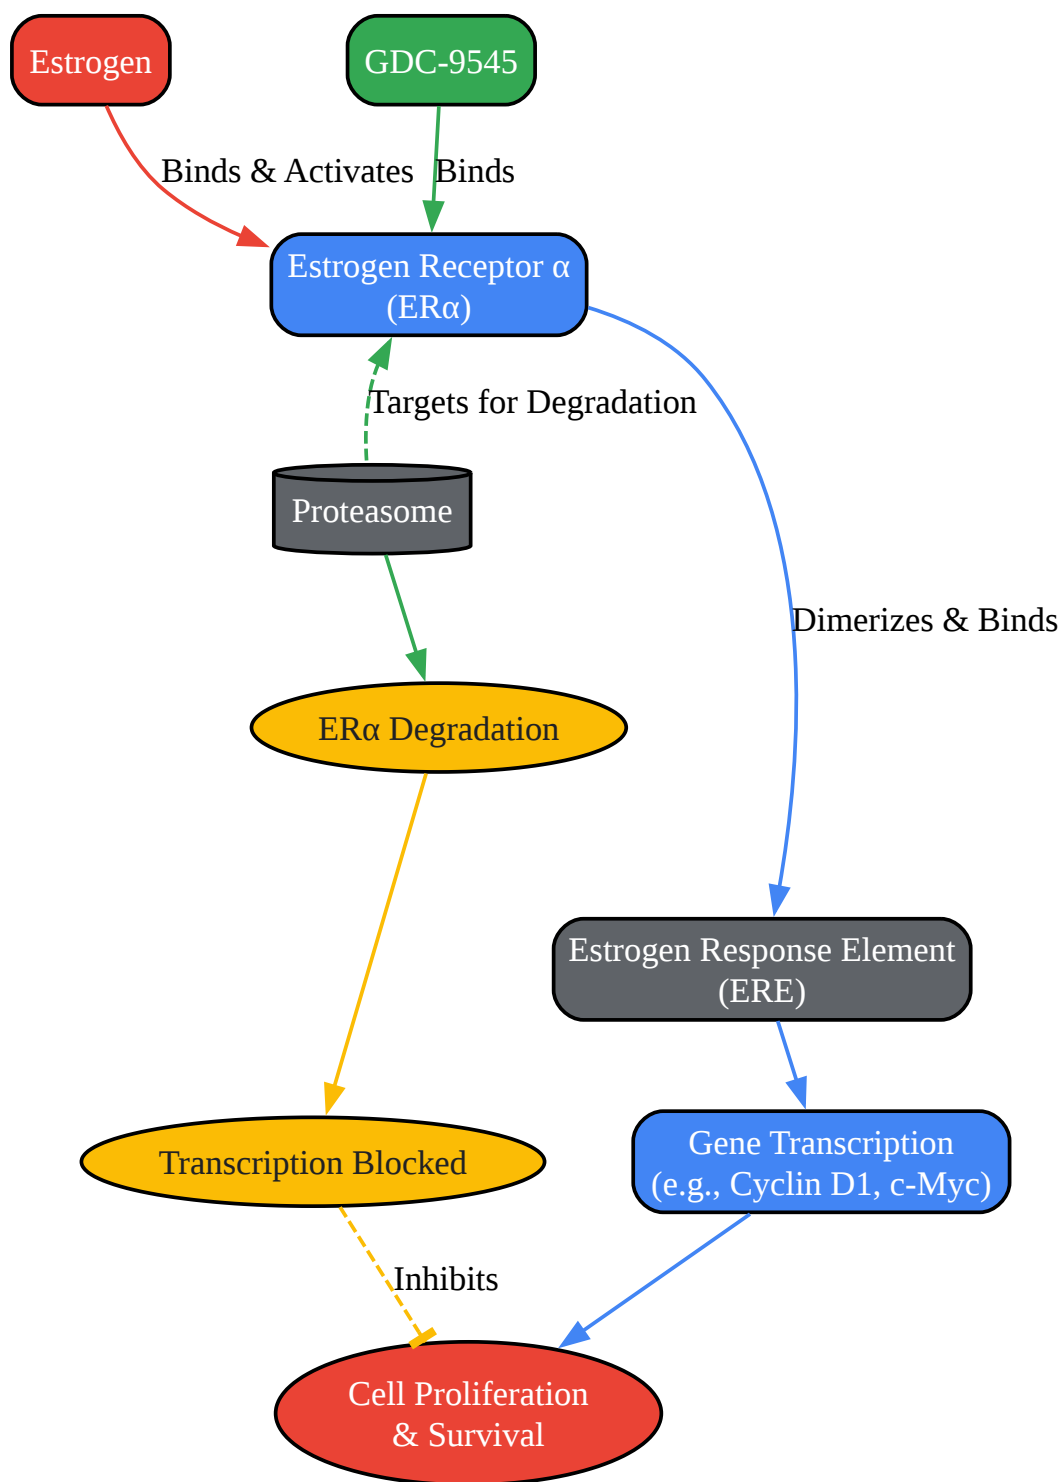 Estrogen
GDC-9545
Binds & Activates
Binds
Estrogen Receptor α
(ERα)
Targets for Degradation
Proteasome
Dimerizes & Binds
ERα Degradation
Estrogen Response Element
(ERE)
Transcription Blocked
Gene Transcription
(e.g., Cyclin D1, c-Myc)
Inhibits
Cell Proliferation
& Survival